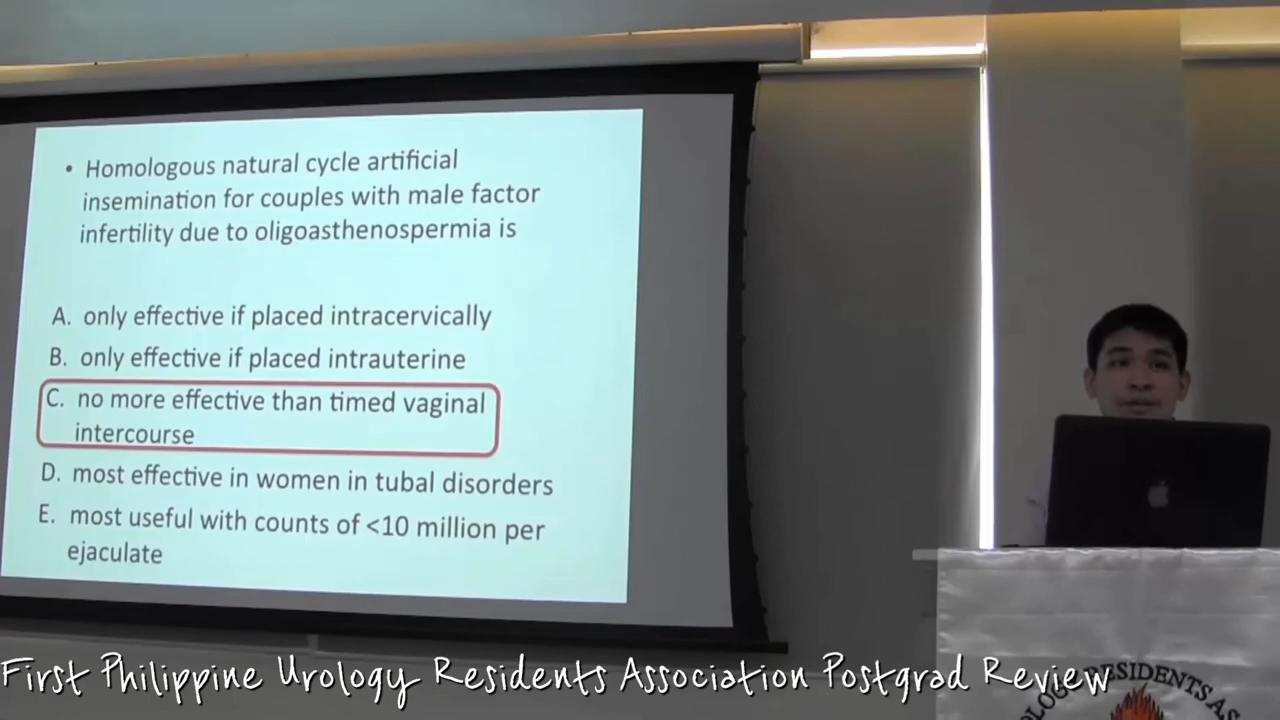 • Homologous natural cycle artificial
insemination for couples with male factor
infertility due to oligoasthenospermia is
A. only effective if placed intracervically
B. only effective if placed intrauterine
C. no more effective than timed vaginal
intercourse
D. most effective in women in tubal disorders
E. most useful with counts of <10 million per
ejaculate
First Philippine Urology Residents Association Postgrad Review
RESIDENTS